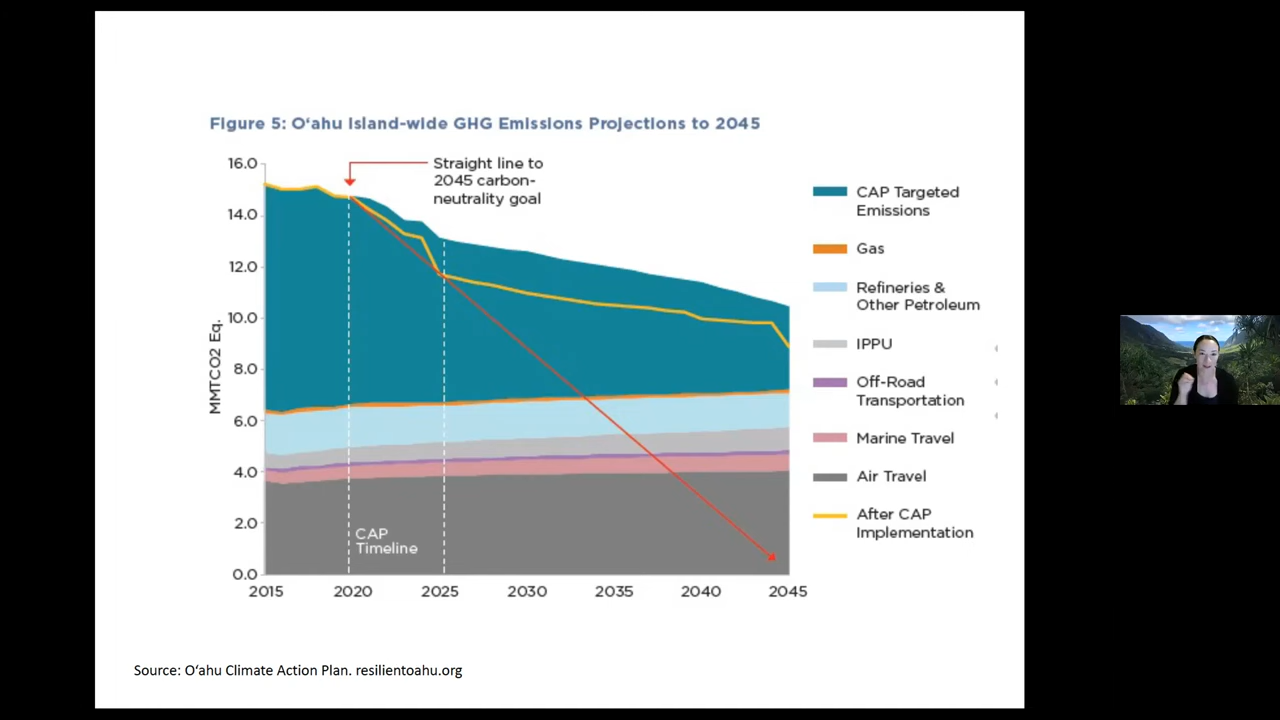 Figure 5: Oʻahu Island-wide GHG Emissions Projections to 2045
16.0
14.0
12.0
10.0
8.0
6.0
4.0
2.0
0.0
MMTCO2 Eq.
Straight line to
2045 carbon-
neutrality goal
CAP
Timeline
2015
2020
2025
2030
2035
2040
2045
CAP Targeted
Emissions
Gas
Refineries &
Other Petroleum
IPPU
Off-Road
Transportation
Marine Travel
Air Travel
After CAP
Implementation
Source: Oʻahu Climate Action Plan. resilientoahu.org